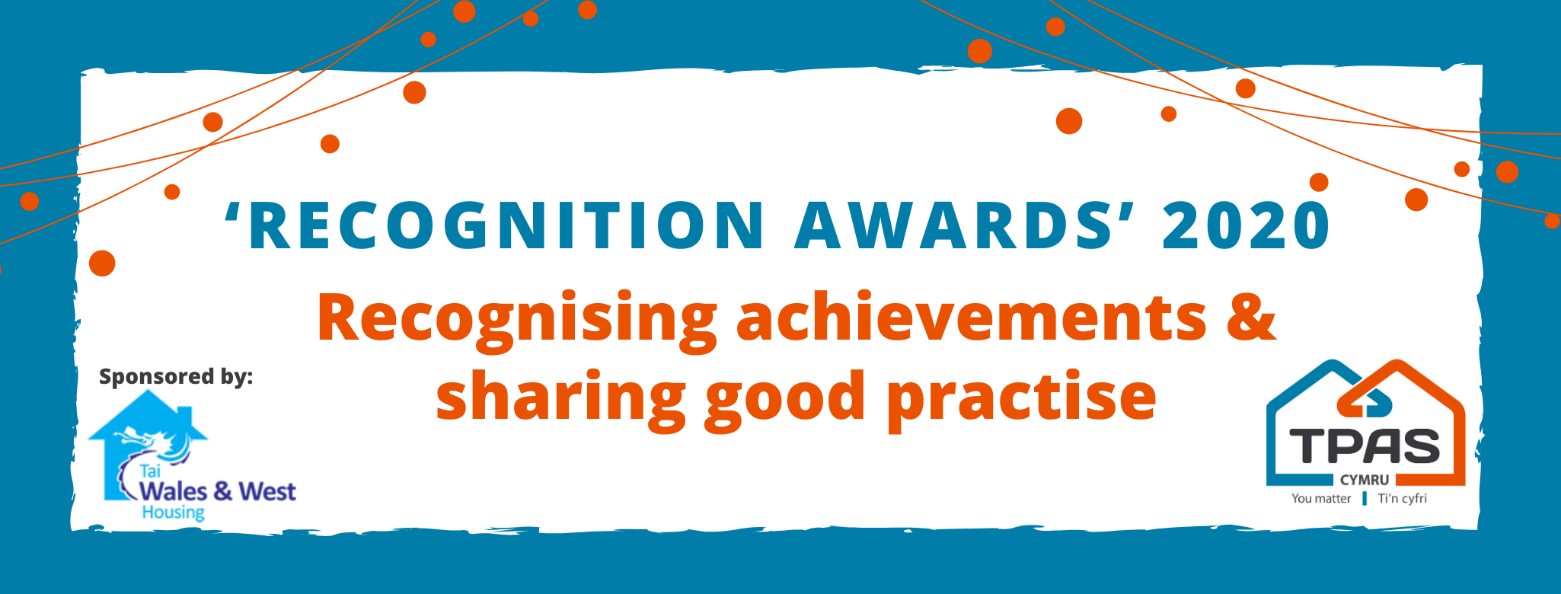 ‘RECOGNITION AWARDS’ 2020
Recognising achievements &
sharing good practise
Sponsored by:
Tai
Wales & West
Housing
TPAS
CYMRU
You matter | Ti'n cyfri